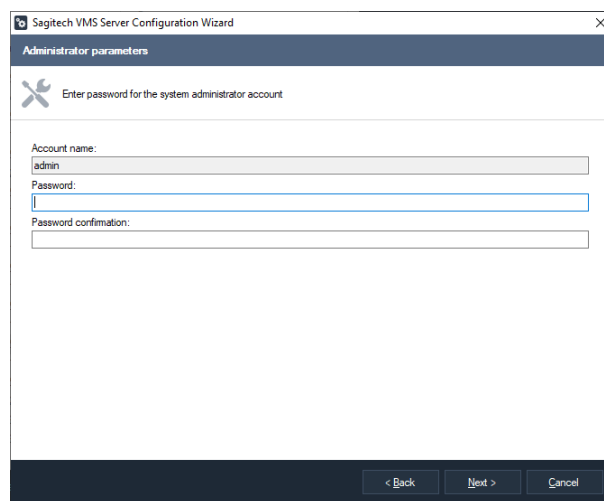 Sagitech VMS Server Configuration Wizard
Administrator parameters
Enter password for the system administrator account
Account name:
admin
Password:
Password confirmation:
< Back Next > Cancel